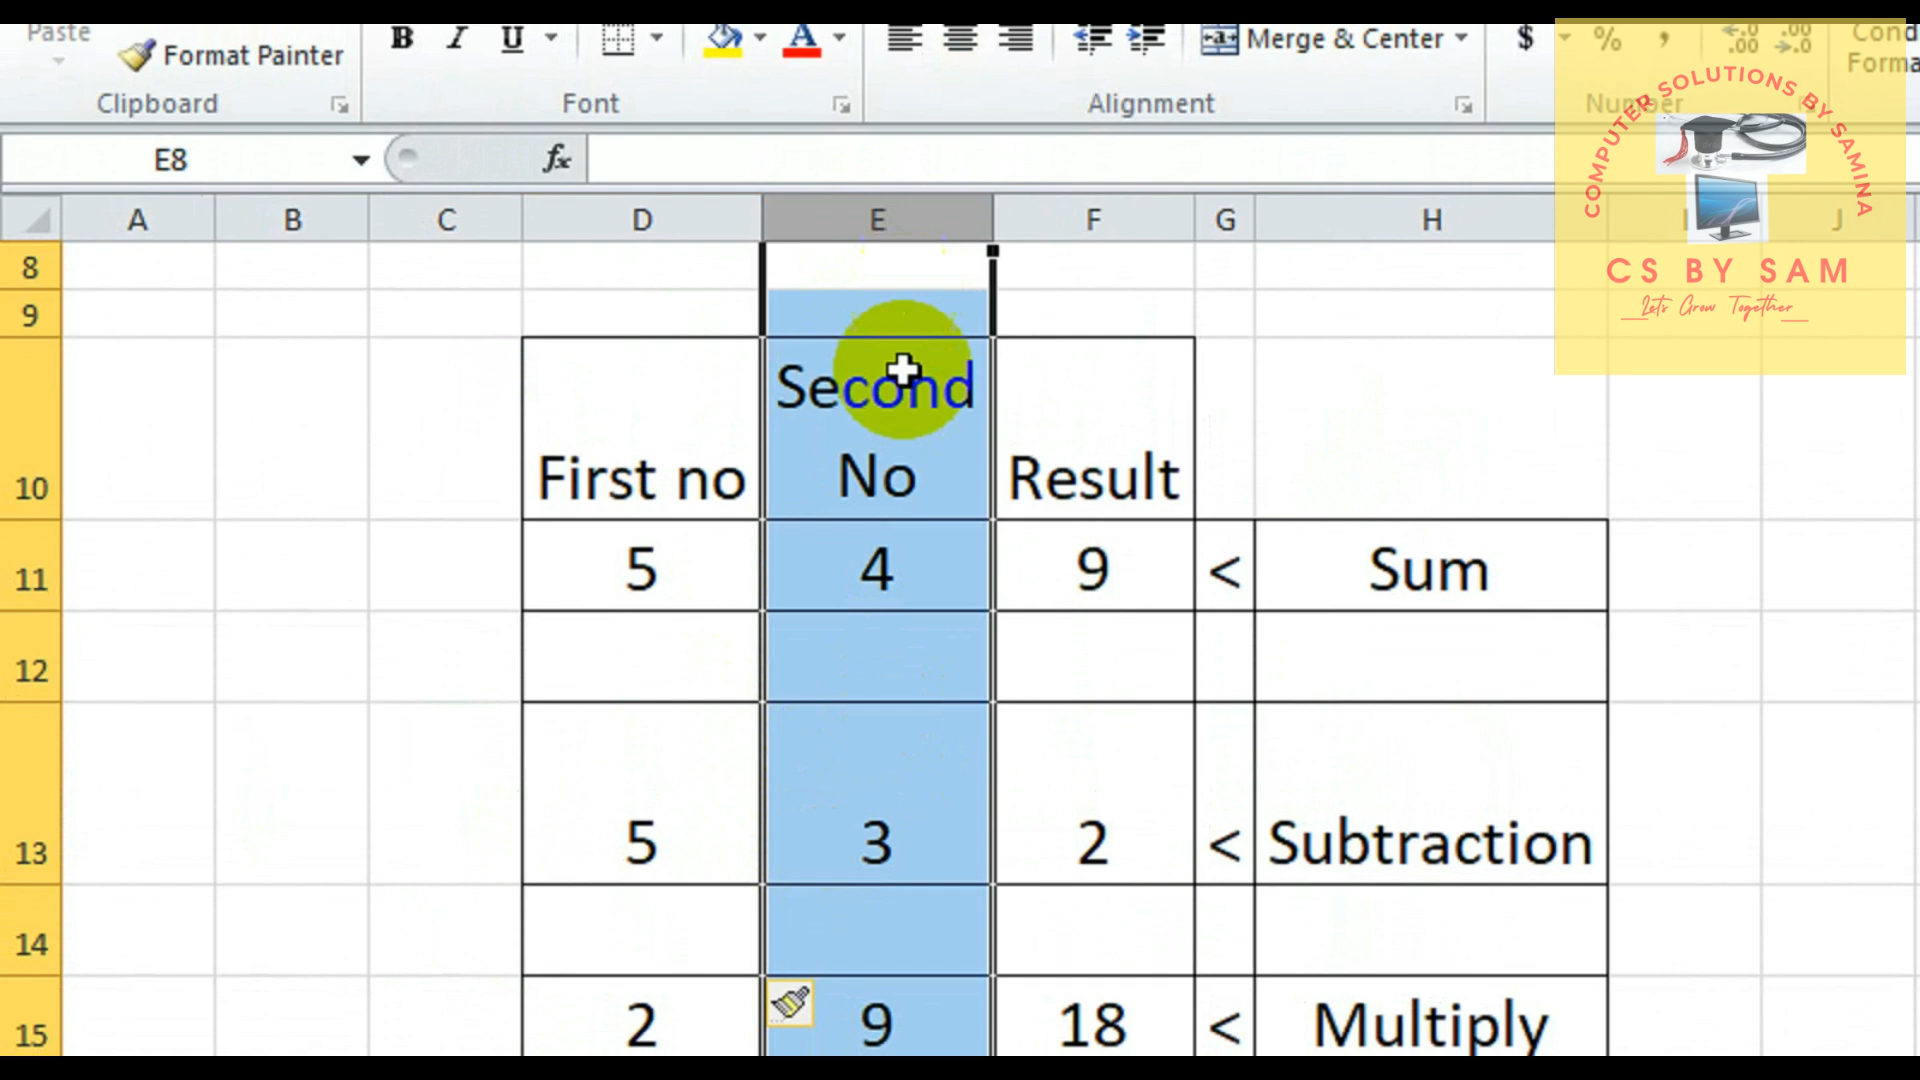 Paste
Format Painter
B I U A Merge & Center $ % , .00 .00 Cond
Forma
Clipboard Font Alignment Number
E8 fx
A B C D E F G H I J
8
9
Second
10 First no No Result
11 5 4 9 < Sum
12
13 5 3 2 < Subtraction
14
15 2 9 18 < Multiply
COMPUTER SOLUTIONS BY SAMINA
CS BY SAM
Lets Grow Together